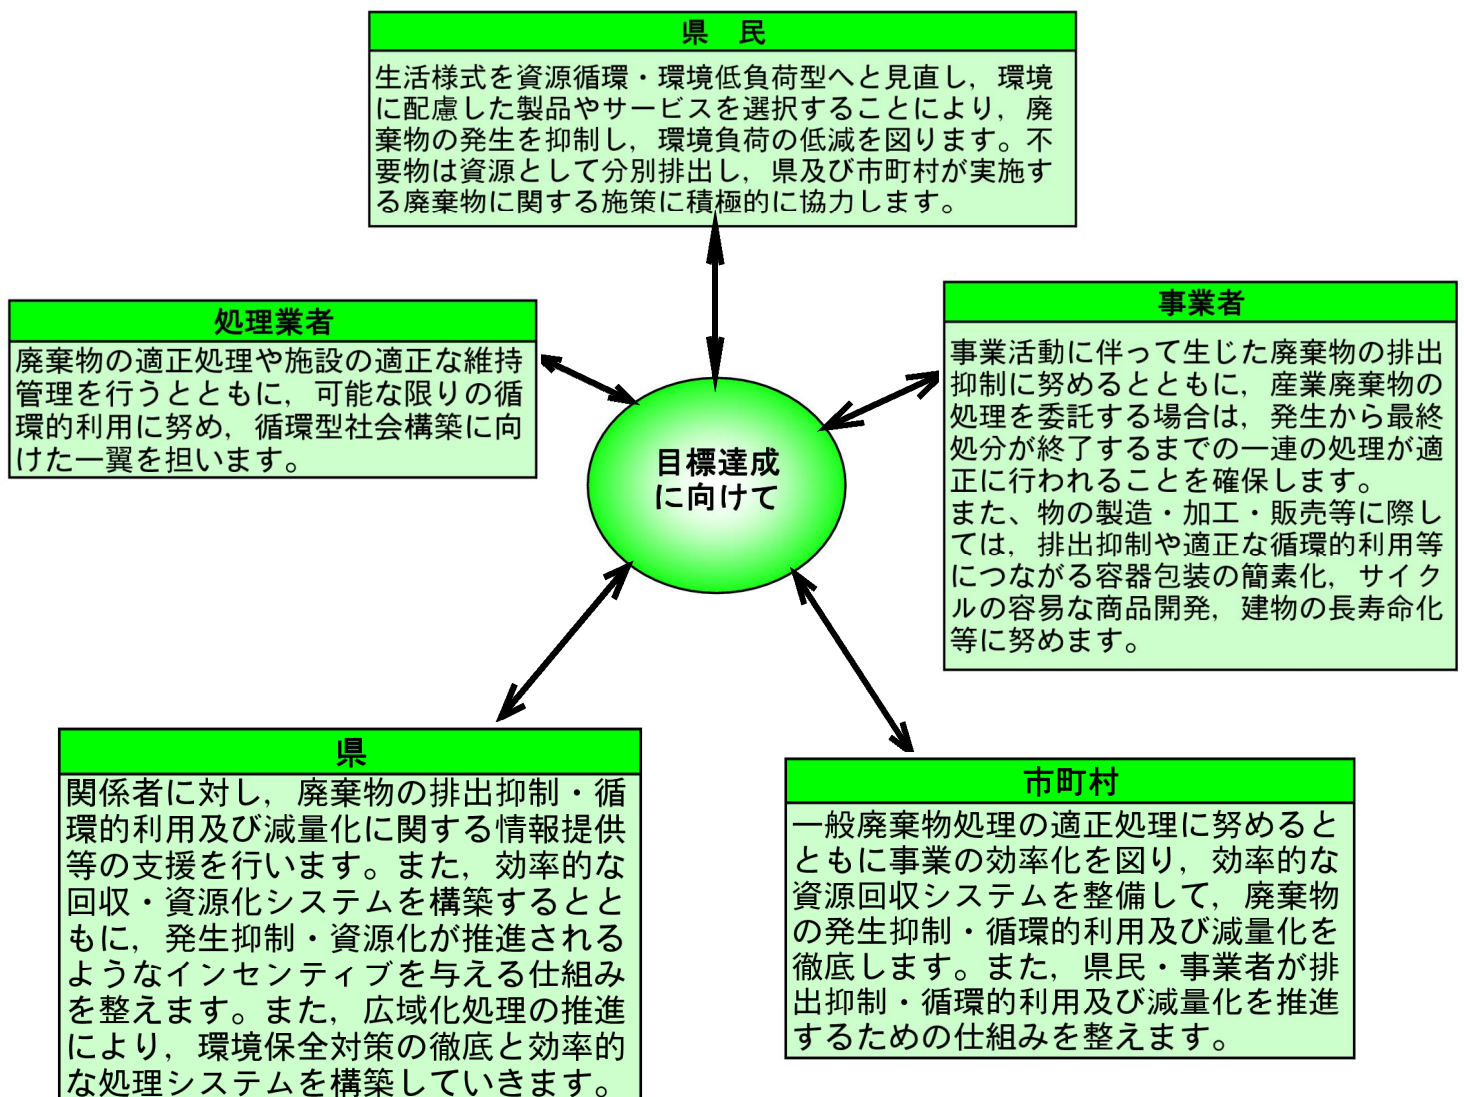 県　民
生活様式を資源循環・環境低負荷型へと見直し，環境
に配慮した製品やサービスを選択することにより，廃
棄物の発生を抑制し，環境負荷の低減を図ります。不
要物は資源として分別排出し，県及び市町村が実施す
る廃棄物に関する施策に積極的に協力します。
処理業者
廃棄物の適正処理や施設の適正な維持
管理を行うとともに，可能な限りの循
環的利用に努め，循環型社会構築に向
けた一翼を担います。
事業者
事業活動に伴って生じた廃棄物の排出
抑制に努めるとともに，産業廃棄物の
処理を委託する場合は，発生から最終
処分が終了するまでの一連の処理が適
正に行われることを確保します。
また、物の製造・加工・販売等に際し
ては，排出抑制や適正な循環的利用等
につながる容器包装の簡素化，サイク
ルの容易な商品開発，建物の長寿命化
等に努めます。
目標達成
に向けて
県
関係者に対し，廃棄物の排出抑制・循
環的利用及び減量化に関する情報提供
等の支援を行います。また，効率的な
回収・資源化システムを構築するとと
もに，発生抑制・資源化が推進される
ようなインセンティブを与える仕組み
を整えます。また，広域化処理の推進
により，環境保全対策の徹底と効率的
な処理システムを構築していきます。
市町村
一般廃棄物処理の適正処理に努めると
ともに事業の効率化を図り，効率的な
資源回収システムを整備して，廃棄物
の発生抑制・循環的利用及び減量化を
徹底します。また，県民・事業者が排
出抑制・循環的利用及び減量化を推進
するための仕組みを整えます。